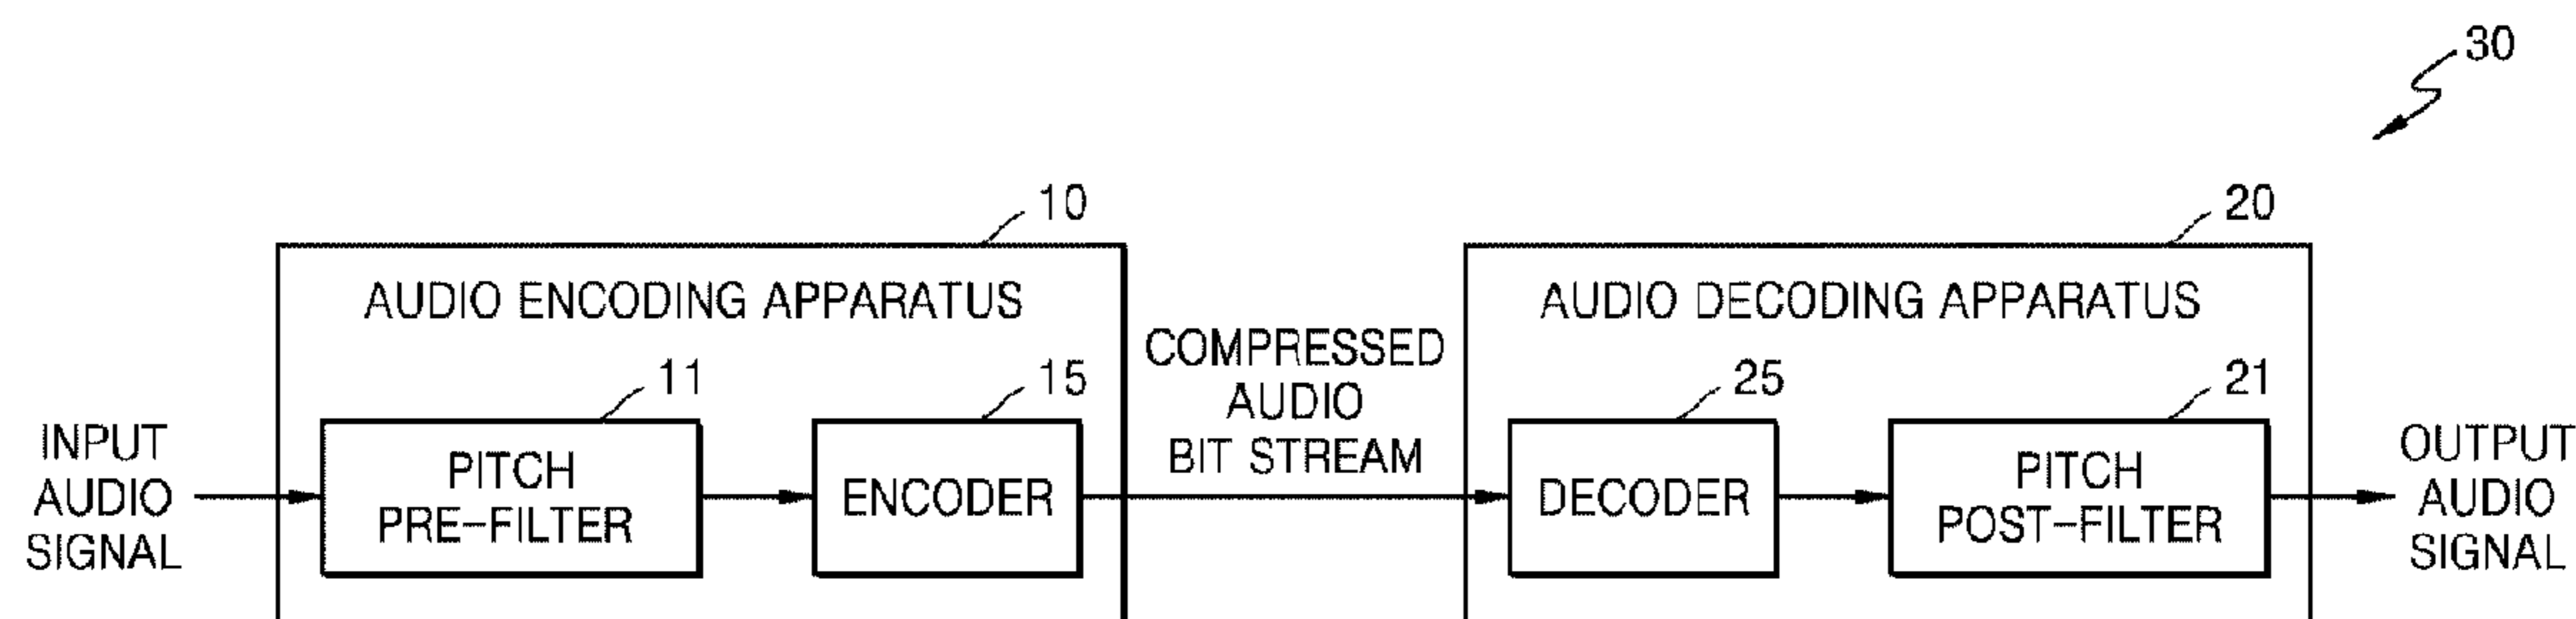 30
10
20
AUDIO ENCODING APPARATUS
AUDIO DECODING APPARATUS
COMPRESSED
AUDIO
BIT STREAM
11
15
25
21
INPUT
AUDIO
SIGNAL
PITCH
PRE-FILTER
ENCODER
DECODER
PITCH
POST-FILTER
OUTPUT
AUDIO
SIGNAL